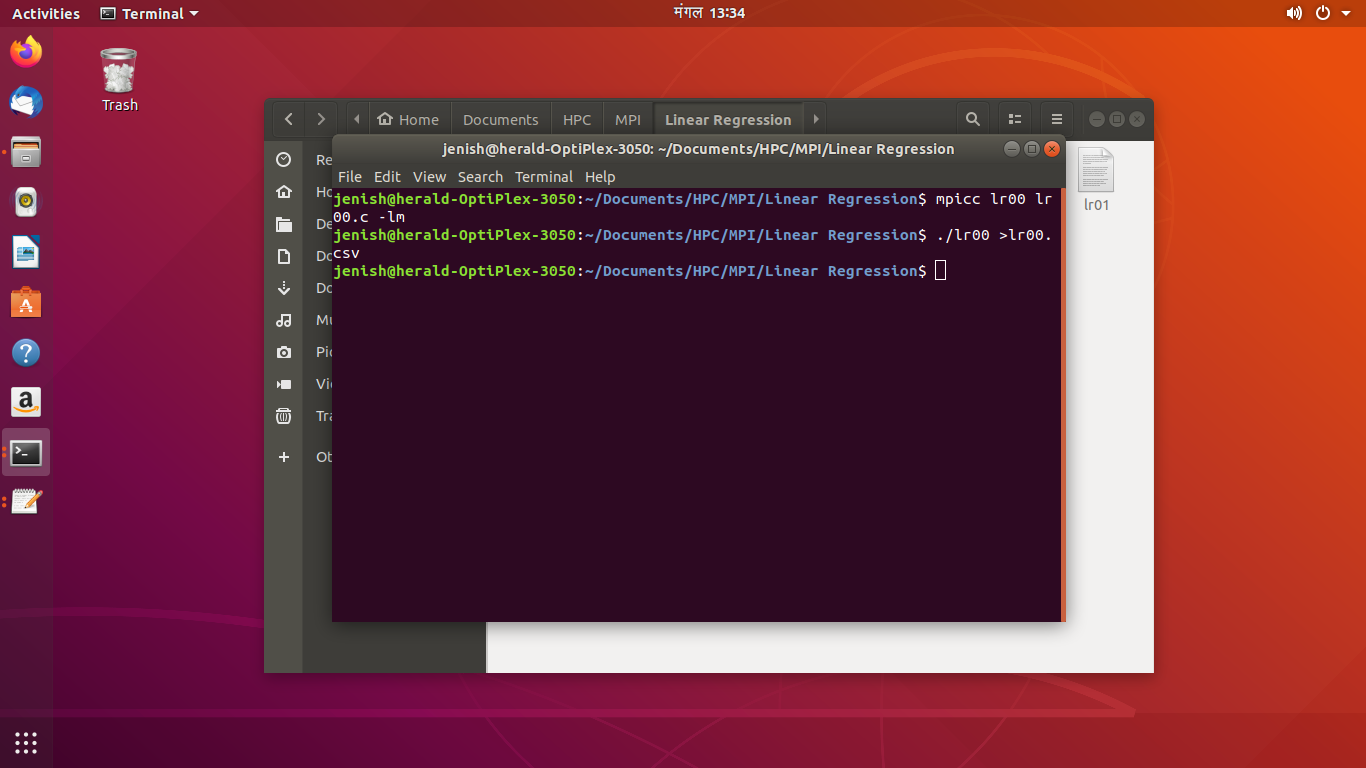 Activities Terminal मंगल 13:34
Trash
Home Documents HPC MPI Linear Regression
jenish@herald-OptiPlex-3050: ~/Documents/HPC/MPI/Linear Regression
File Edit View Search Terminal Help
jenish@herald-OptiPlex-3050:~/Documents/HPC/MPI/Linear Regression$ mpicc lr00 lr
00.c -lm
jenish@herald-OptiPlex-3050:~/Documents/HPC/MPI/Linear Regression$ ./lr00 >lr00.
csv
jenish@herald-OptiPlex-3050:~/Documents/HPC/MPI/Linear Regression$
Re
Ho
De
Do
Do
Mu
Pic
Vi
Tra
Ot
lr01